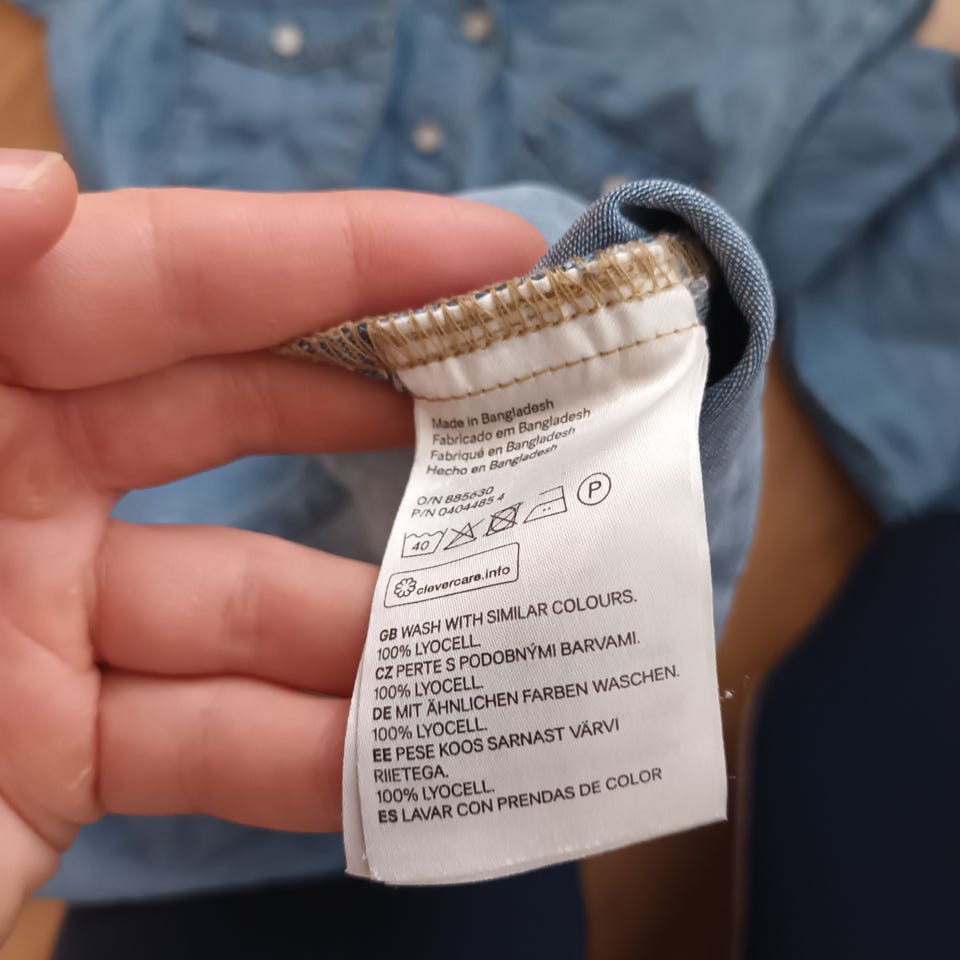 Made in Bangladesh
Fabricado em Bangladesh
Fabriqué en Bangladesh
Hecho en Bangladesh
O/N 885630
P/N 0404485 4
40 P
clevercare.info
GB WASH WITH SIMILAR COLOURS.
100% LYOCELL
CZ PERTE S PODOBNÝMI BARVAMI.
100% LYOCELL
DE MIT ÄHNLICHEN FARBEN WASCHEN.
100% LYOCELL.
EE PESE KOOS SARNAST VÄRVI
RIIETEGA.
100% LYOCELL.
ES LAVAR CON PRENDAS DE COLOR